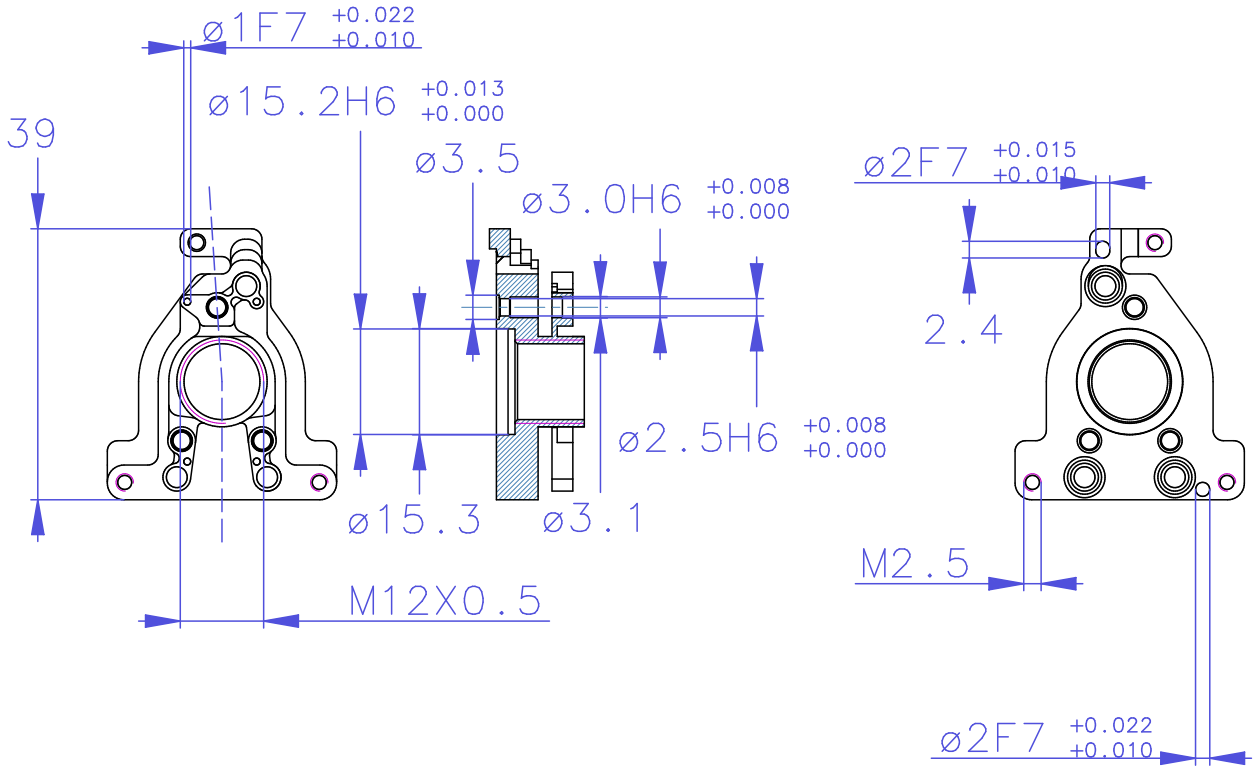 ø1F7 +0.022
+0.010
ø15.2H6 +0.013
+0.000
39
ø3.5
ø3.0H6 +0.008
+0.000
ø2F7 +0.015
+0.010
2.4
ø2.5H6 +0.008
+0.000
ø15.3
ø3.1
M2.5
M12X0.5
ø2F7 +0.022
+0.010